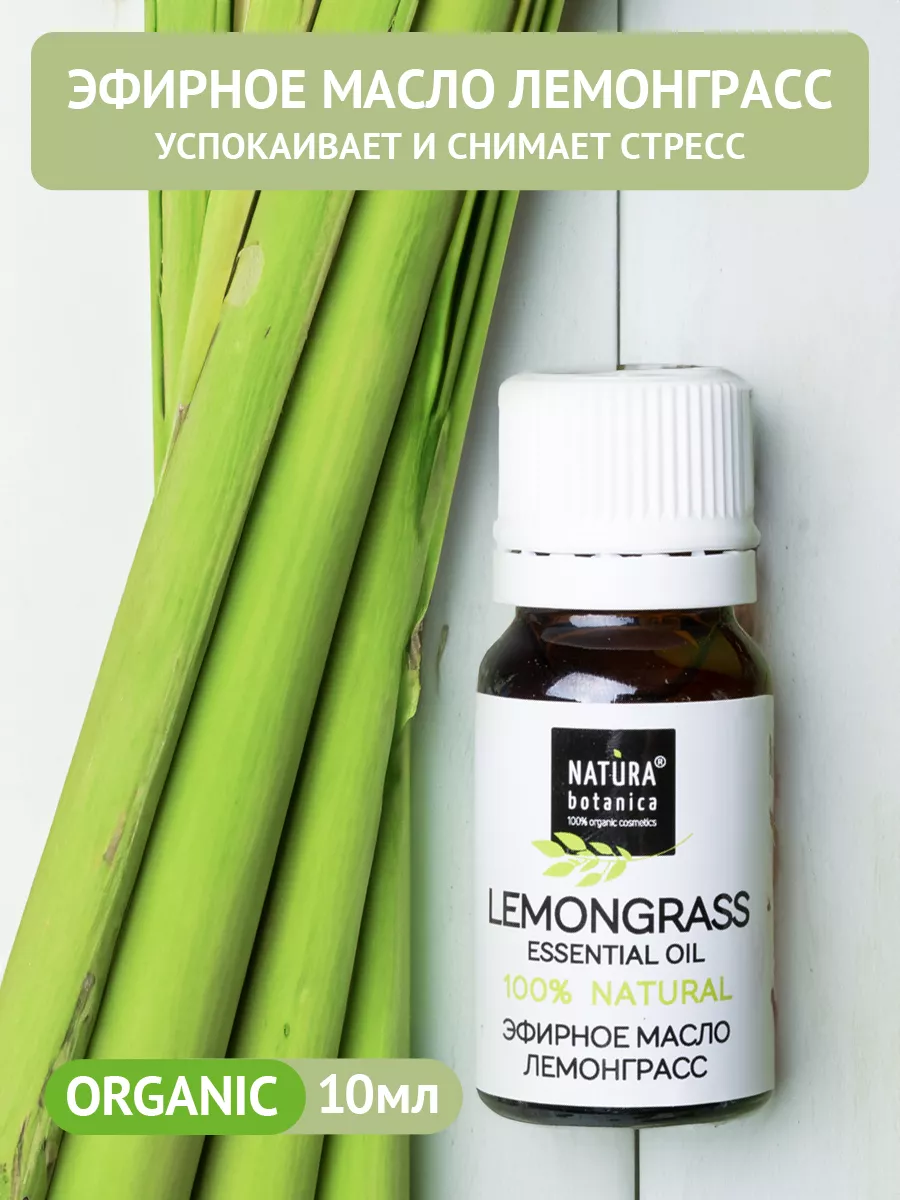 ЭФИРНОЕ МАСЛО ЛЕМОНГРАСС
УСПОКАИВАЕТ И СНИМАЕТ СТРЕСС
NATURA®
botanica
100% organic cosmetics
LEMONGRASS
ESSENTIAL OIL
100% NATURAL
ЭФИРНОЕ МАСЛО
ЛЕМОНГРАСС
ORGANIC 10мл